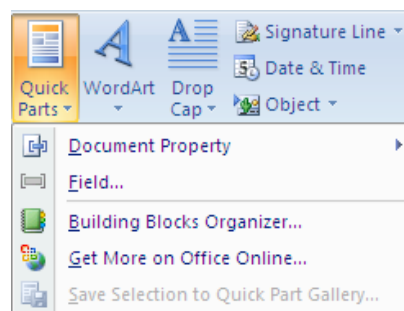 Quick Parts
WordArt
Drop Cap
Signature Line
Date & Time
Object
Document Property
Field...
Building Blocks Organizer...
Get More on Office Online...
Save Selection to Quick Part Gallery...